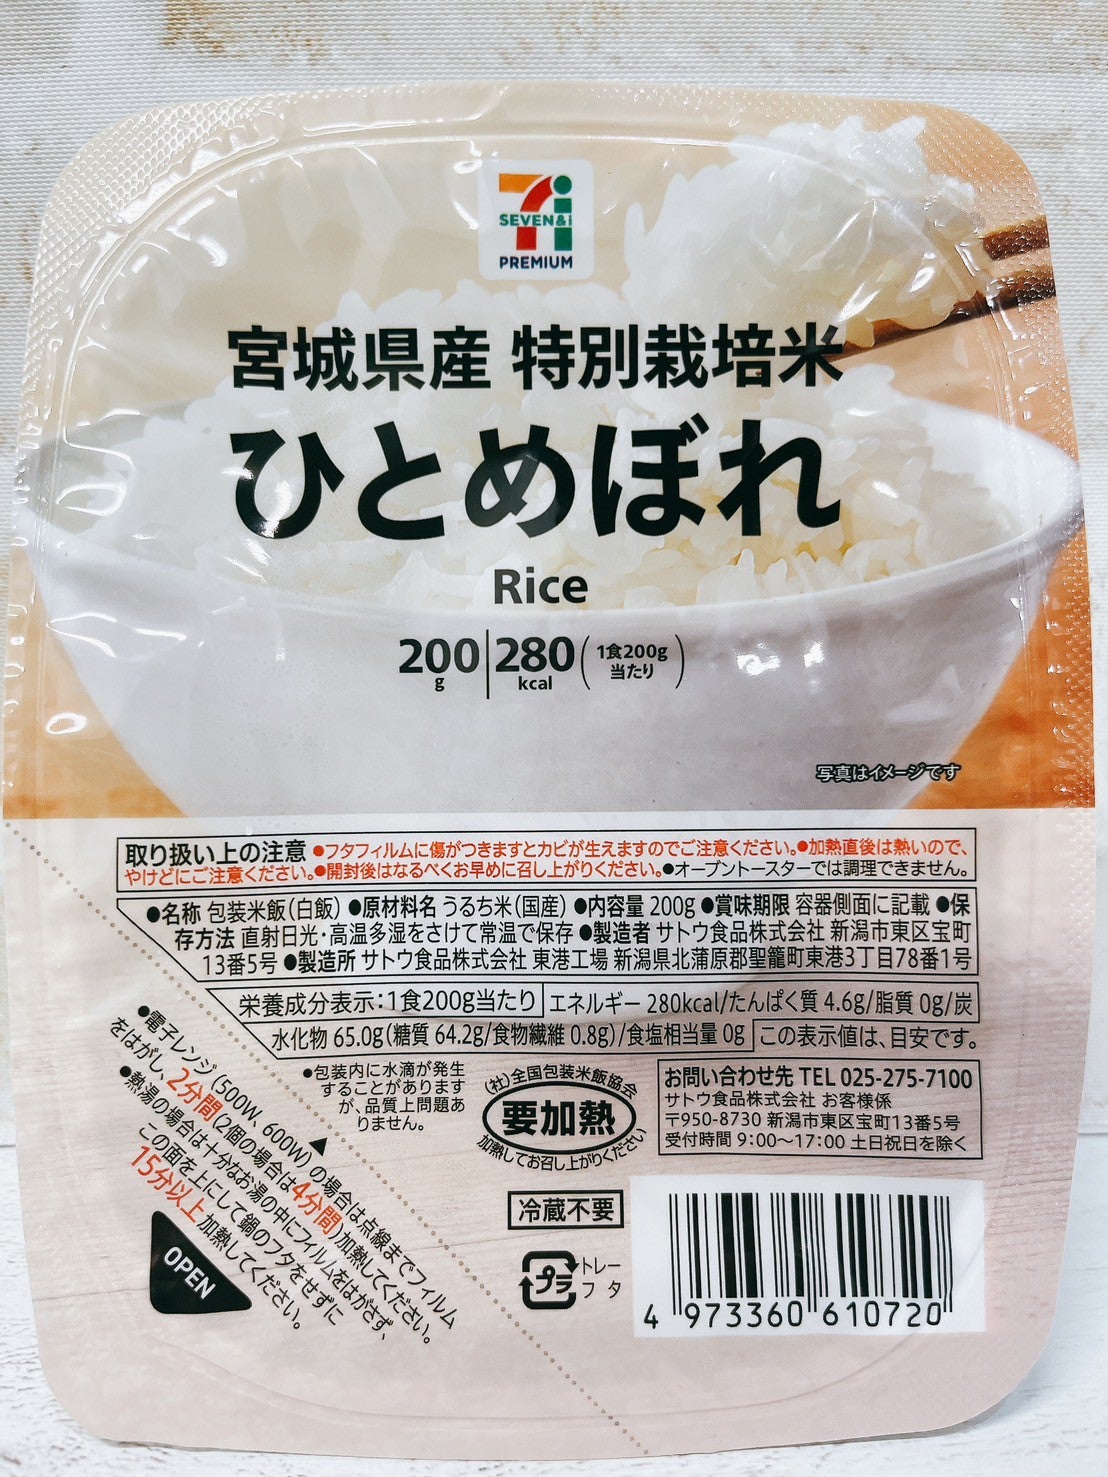 SEVEN&i
PREMIUM
宮城県産 特別栽培米
ひとめぼれ
Rice
200g 280kcal (1食200g当たり)
写真はイメージです
取り扱い上の注意 ●フタフィルムに傷がつきますとカビが生えますのでご注意ください。●加熱直後は熱いので、
やけどにご注意ください。●開封後はなるべくお早めに召し上がりください。●オーブントースターでは調理できません。
●名称 包装米飯(白飯) ●原材料名 うるち米(国産) ●内容量 200g ●賞味期限 容器側面に記載 ●保
存方法 直射日光・高温多湿をさけて常温で保存 ●製造者 サトウ食品株式会社 新潟市東区宝町
13番5号 ●製造所 サトウ食品株式会社 東港工場 新潟県北蒲原郡聖籠町東港3丁目78番1号
栄養成分表示:1食200g当たり エネルギー 280kcal/たんぱく質 4.6g/脂質 0g/炭
水化物 65.0g(糖質 64.2g/食物繊維 0.8g)/食塩相当量 0g この表示値は、目安です。
●電子レンジ(500W、600W)の場合は点線までフィルム
をはがし、2分間(2個の場合は4分間)加熱してください。
●熱湯の場合は十分なお湯の中にフィルムをはがさず、
この面を上にして鍋のフタをせずに
15分以上加熱してください。
OPEN
●包装内に水滴が発生
することがあります
が、品質上問題あ
りません。
(社)全国包装米飯協会
要加熱
加熱してお召し上がりください
お問い合わせ先 TEL 025-275-7100
サトウ食品株式会社 お客様係
〒950-8730 新潟市東区宝町13番5号
受付時間 9:00〜17:00 土日祝日を除く
冷蔵不要
プラ
トレー
フタ
4 973360 610720